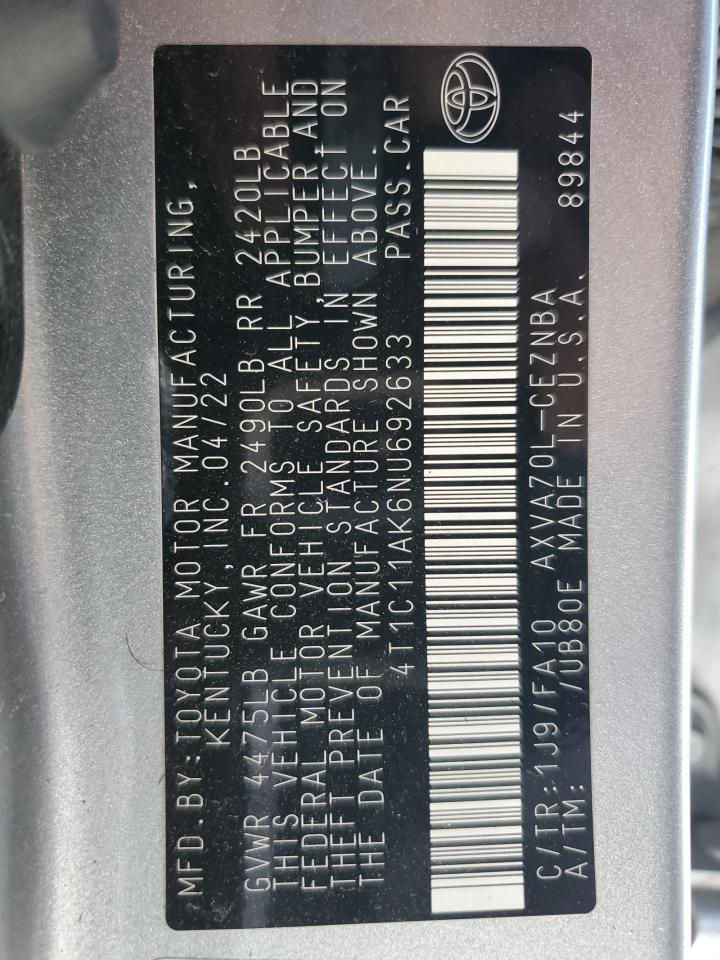 MFD.BY:TOYOTA MOTOR MANUFACTURING,
KENTUCKY,INC.04/22
GVWR 4475LB GAWR FR 2490LB RR 2420LB
THIS VEHICLE CONFORMS TO ALL APPLICABLE
FEDERAL MOTOR VEHICLE SAFETY,BUMPER AND
THEFT PREVENTION STANDARDS IN EFFECT ON
THE DATE OF MANUFACTURE SHOWN ABOVE.
4T1C11AK6NU692633 PASS.CAR
C/TR:1J9/FA10 AXVA70L-CEZNBA
A/TM: /UB80E MADE IN U.S.A. 89844